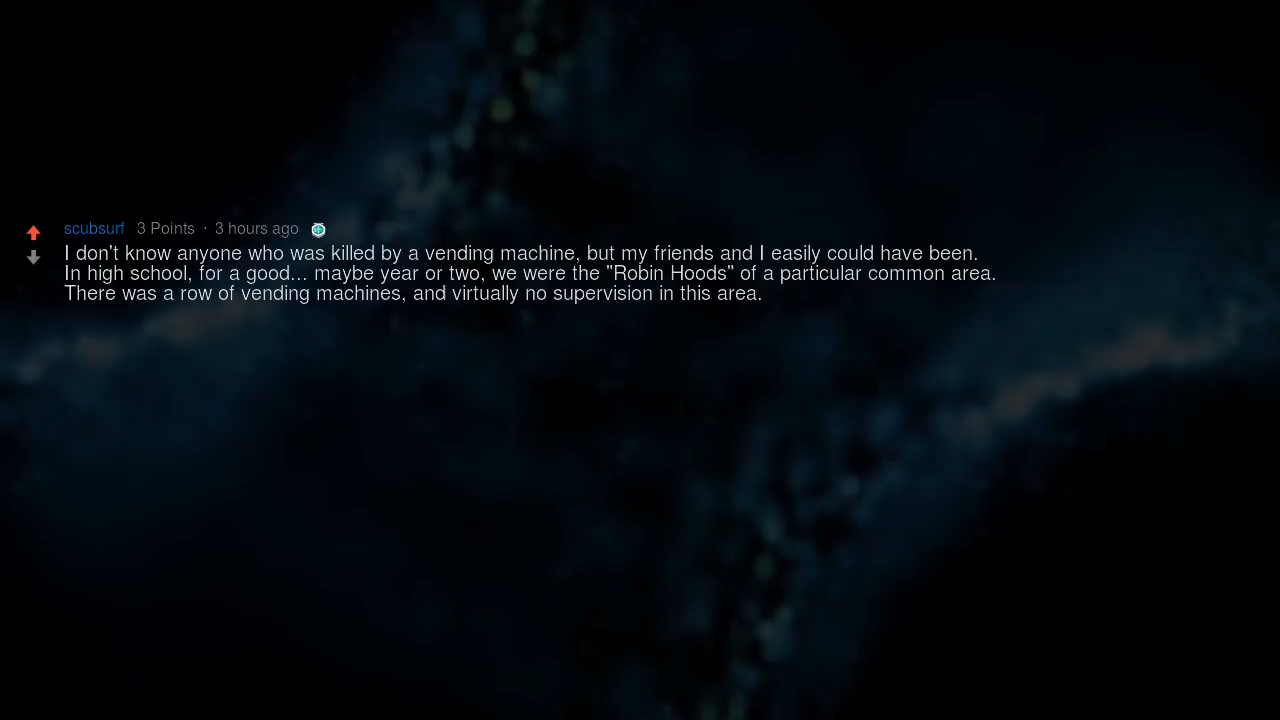 scubsurf 3 Points · 3 hours ago
I don't know anyone who was killed by a vending machine, but my friends and I easily could have been.
In high school, for a good... maybe year or two, we were the "Robin Hoods" of a particular common area.
There was a row of vending machines, and virtually no supervision in this area.